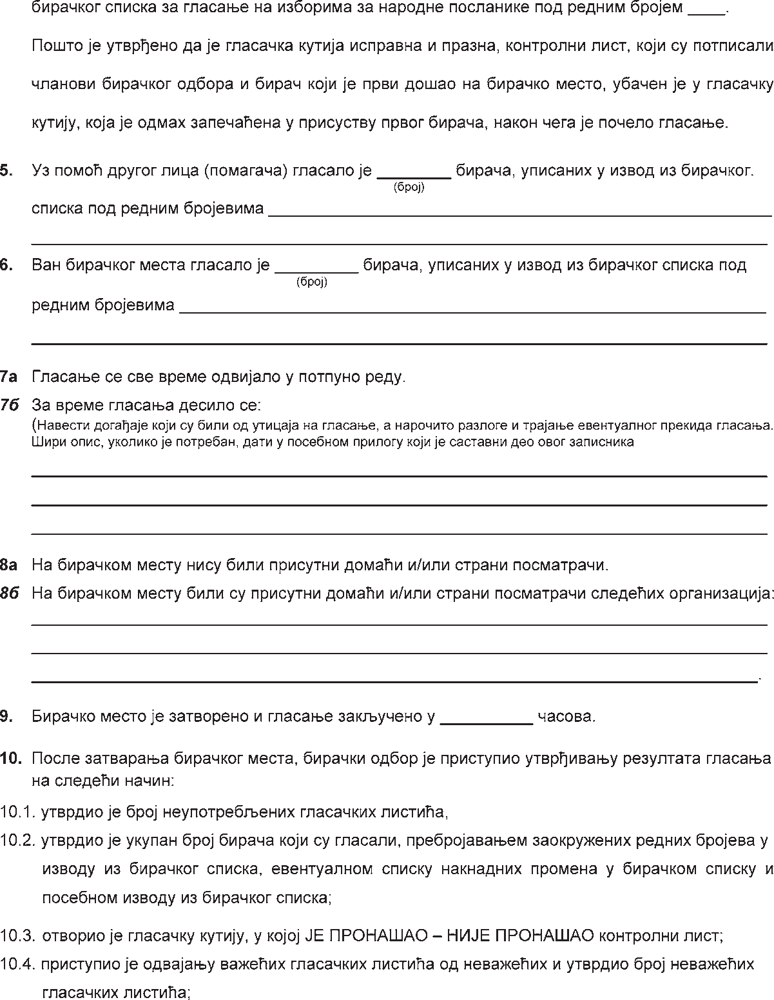 бирачког списка за гласање на изборима за народне посланике под редним бројем ____.
Пошто је утврђено да је гласачка кутија исправна и празна, контролни лист, који су потписали
чланови бирачког одбора и бирач који је први дошао на бирачко место, убачен је у гласачку
кутију, која је одмах запечаћена у присуству првог бирача, након чега је почело гласање.
5. Уз помоћ другог лица (помагача) гласало је ________ бирача, уписаних у извод из бирачког.
(број)
списка под редним бројевима ____________________
6. Ван бирачког места гласало је _________ бирача, уписаних у извод из бирачког списка под
(број)
редним бројевима ____________________
7а Гласање се све време одвијало у потпуно реду.
7б За време гласања десило се:
(Навести догађаје који су били од утицаја на гласање, а нарочито разлоге и трајање евентуалног прекида гласања.
Шири опис, уколико је потребан, дати у посебном прилогу који је саставни део овог записника
8а На бирачком месту нису били присутни домаћи и/или страни посматрачи.
8б На бирачком месту били су присутни домаћи и/или страни посматрачи следећих организација:
____________________.
9. Бирачко место је затворено и гласање закључено у __________ часова.
10. После затварања бирачког места, бирачки одбор је приступио утврђивању резултата гласања
на следећи начин:
10.1. утврдио је број неупотребљених гласачких листића,
10.2. утврдио је укупан број бирача који су гласали, пребројавањем заокружених редних бројева у
изводу из бирачког списка, евентуалном списку накнадних промена у бирачком списку и
посебном изводу из бирачког списка;
10.3. отворио је гласачку кутију, у којој ЈЕ ПРОНАШАО – НИЈЕ ПРОНАШАО контролни лист;
10.4. приступио је одвајању важећих гласачких листића од неважећих и утврдио број неважећих
гласачких листића;